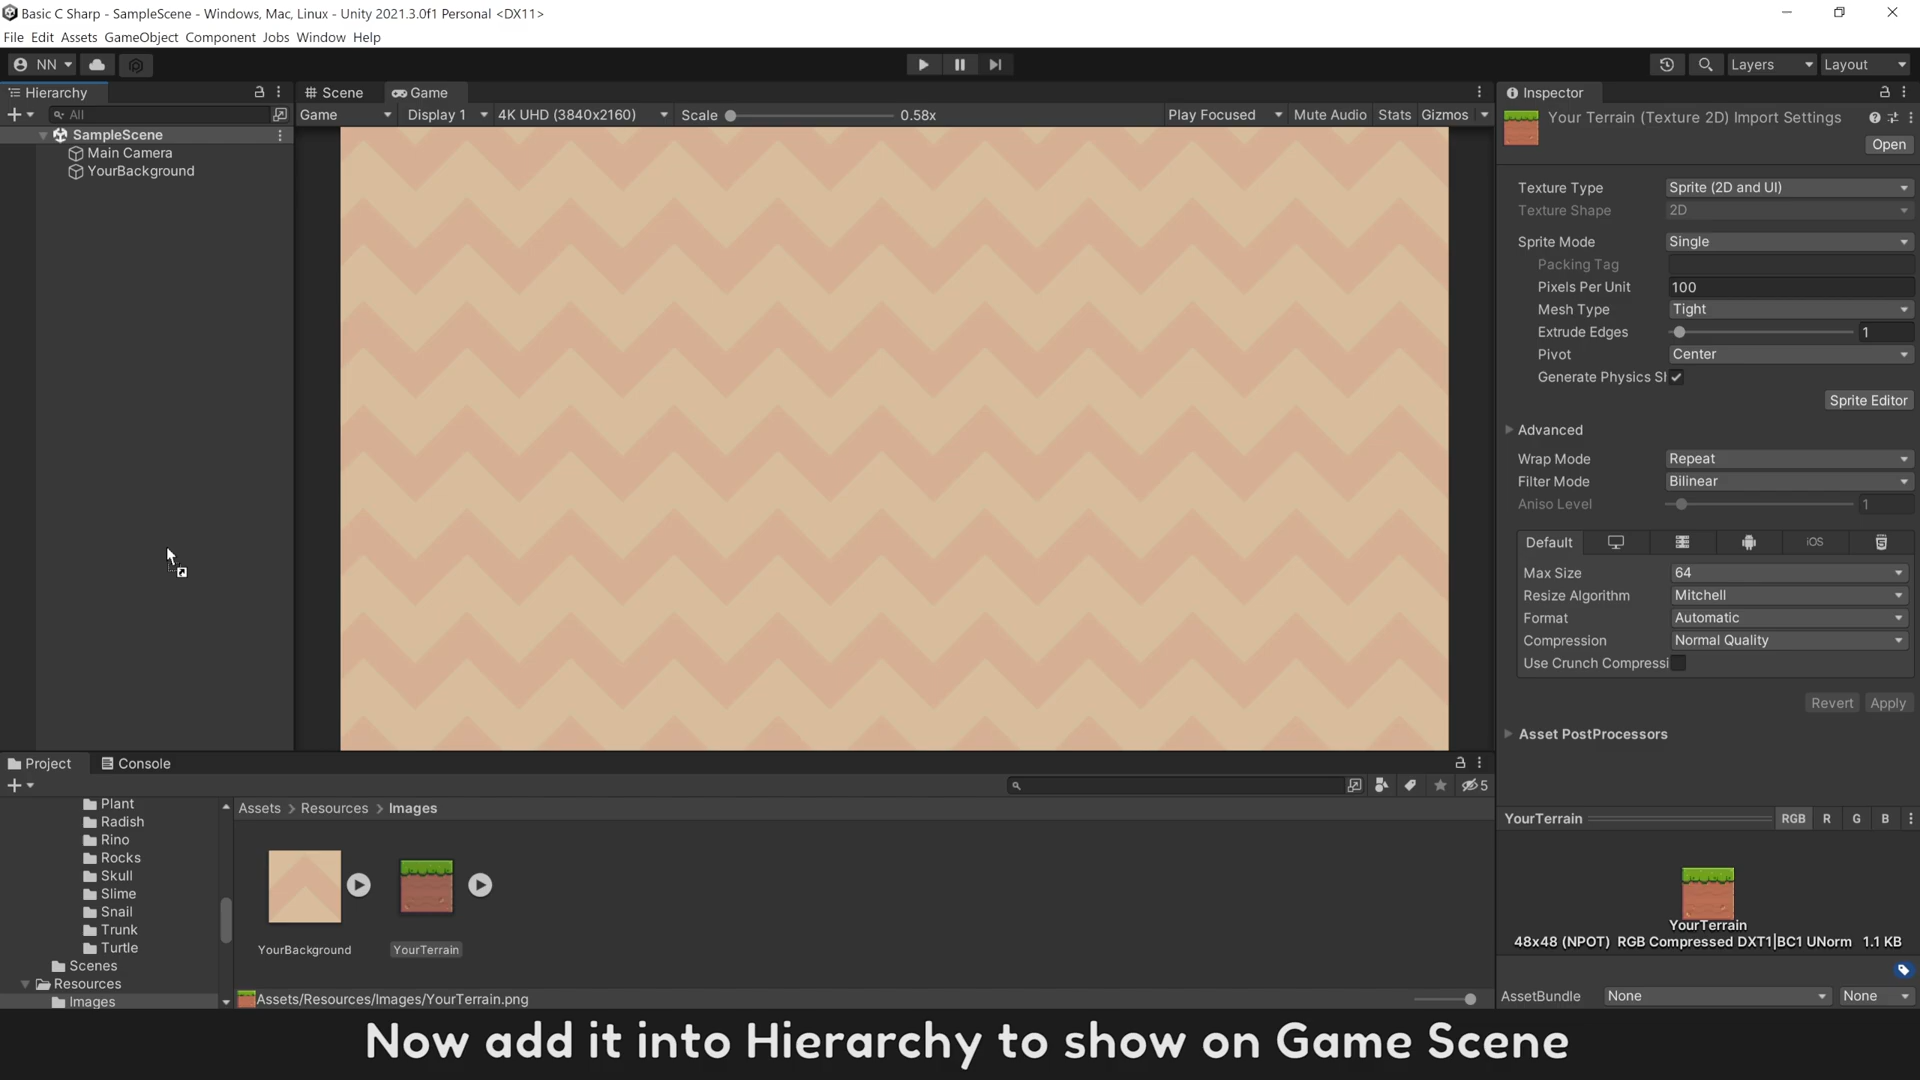 Basic C Sharp - SampleScene - Windows, Mac, Linux - Unity 2021.3.0f1 Personal <DX11>
File Edit Assets GameObject Component Jobs Window Help
NN
Layers
Layout
Hierarchy
All
SampleScene
Main Camera
YourBackground
Scene
Game
Game
Display 1
4K UHD (3840x2160)
Scale
0.58x
Play Focused
Mute Audio
Stats
Gizmos
Inspector
Your Terrain (Texture 2D) Import Settings
Open
Texture Type Sprite (2D and UI)
Texture Shape 2D
Sprite Mode Single
Packing Tag
Pixels Per Unit 100
Mesh Type Tight
Extrude Edges 1
Pivot Center
Generate Physics S
Sprite Editor
Advanced
Wrap Mode Repeat
Filter Mode Bilinear
Aniso Level 1
Default
iOS
Max Size 64
Resize Algorithm Mitchell
Format Automatic
Compression Normal Quality
Use Crunch Compressi
Revert Apply
Asset PostProcessors
YourTerrain
RGB R G B
YourTerrain
48x48 (NPOT) RGB Compressed DXT1|BC1 UNorm 1.1 KB
AssetBundle None None
Project
Console
5
Plant
Radish
Rino
Rocks
Skull
Slime
Snail
Trunk
Turtle
Scenes
Resources
Images
Assets > Resources > Images
YourBackground
YourTerrain
Assets/Resources/Images/YourTerrain.png
Now add it into Hierarchy to show on Game Scene